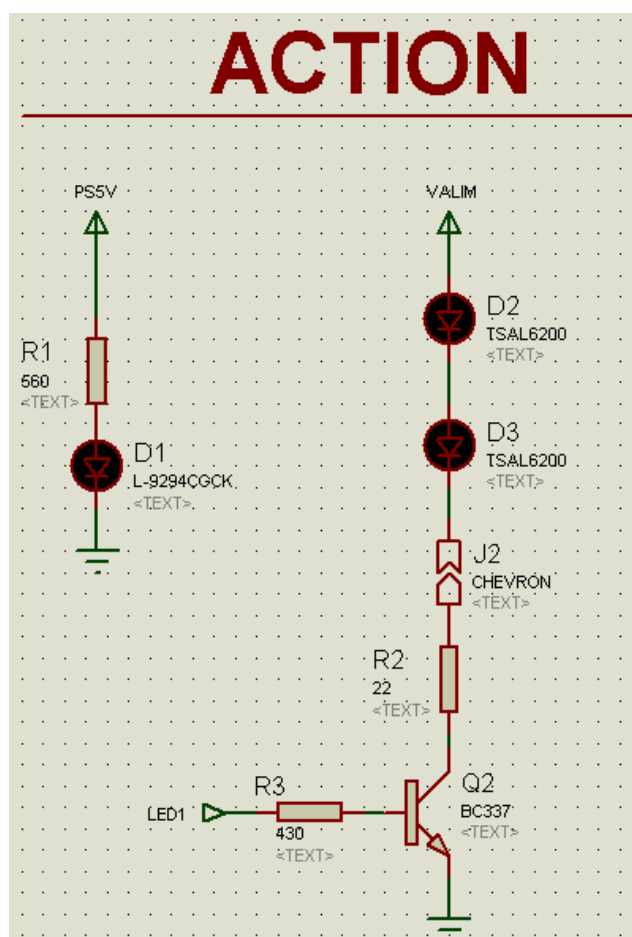 ACTION
PS5V
VALIM
D2
TSAL6200
<TEXT>
R1
560
<TEXT>
D3
TSAL6200
<TEXT>
D1
L-9294CGCK
<TEXT>
J2
CHEVRON
<TEXT>
R2
22
<TEXT>
R3
430
<TEXT>
LED1
Q2
BC337
<TEXT>